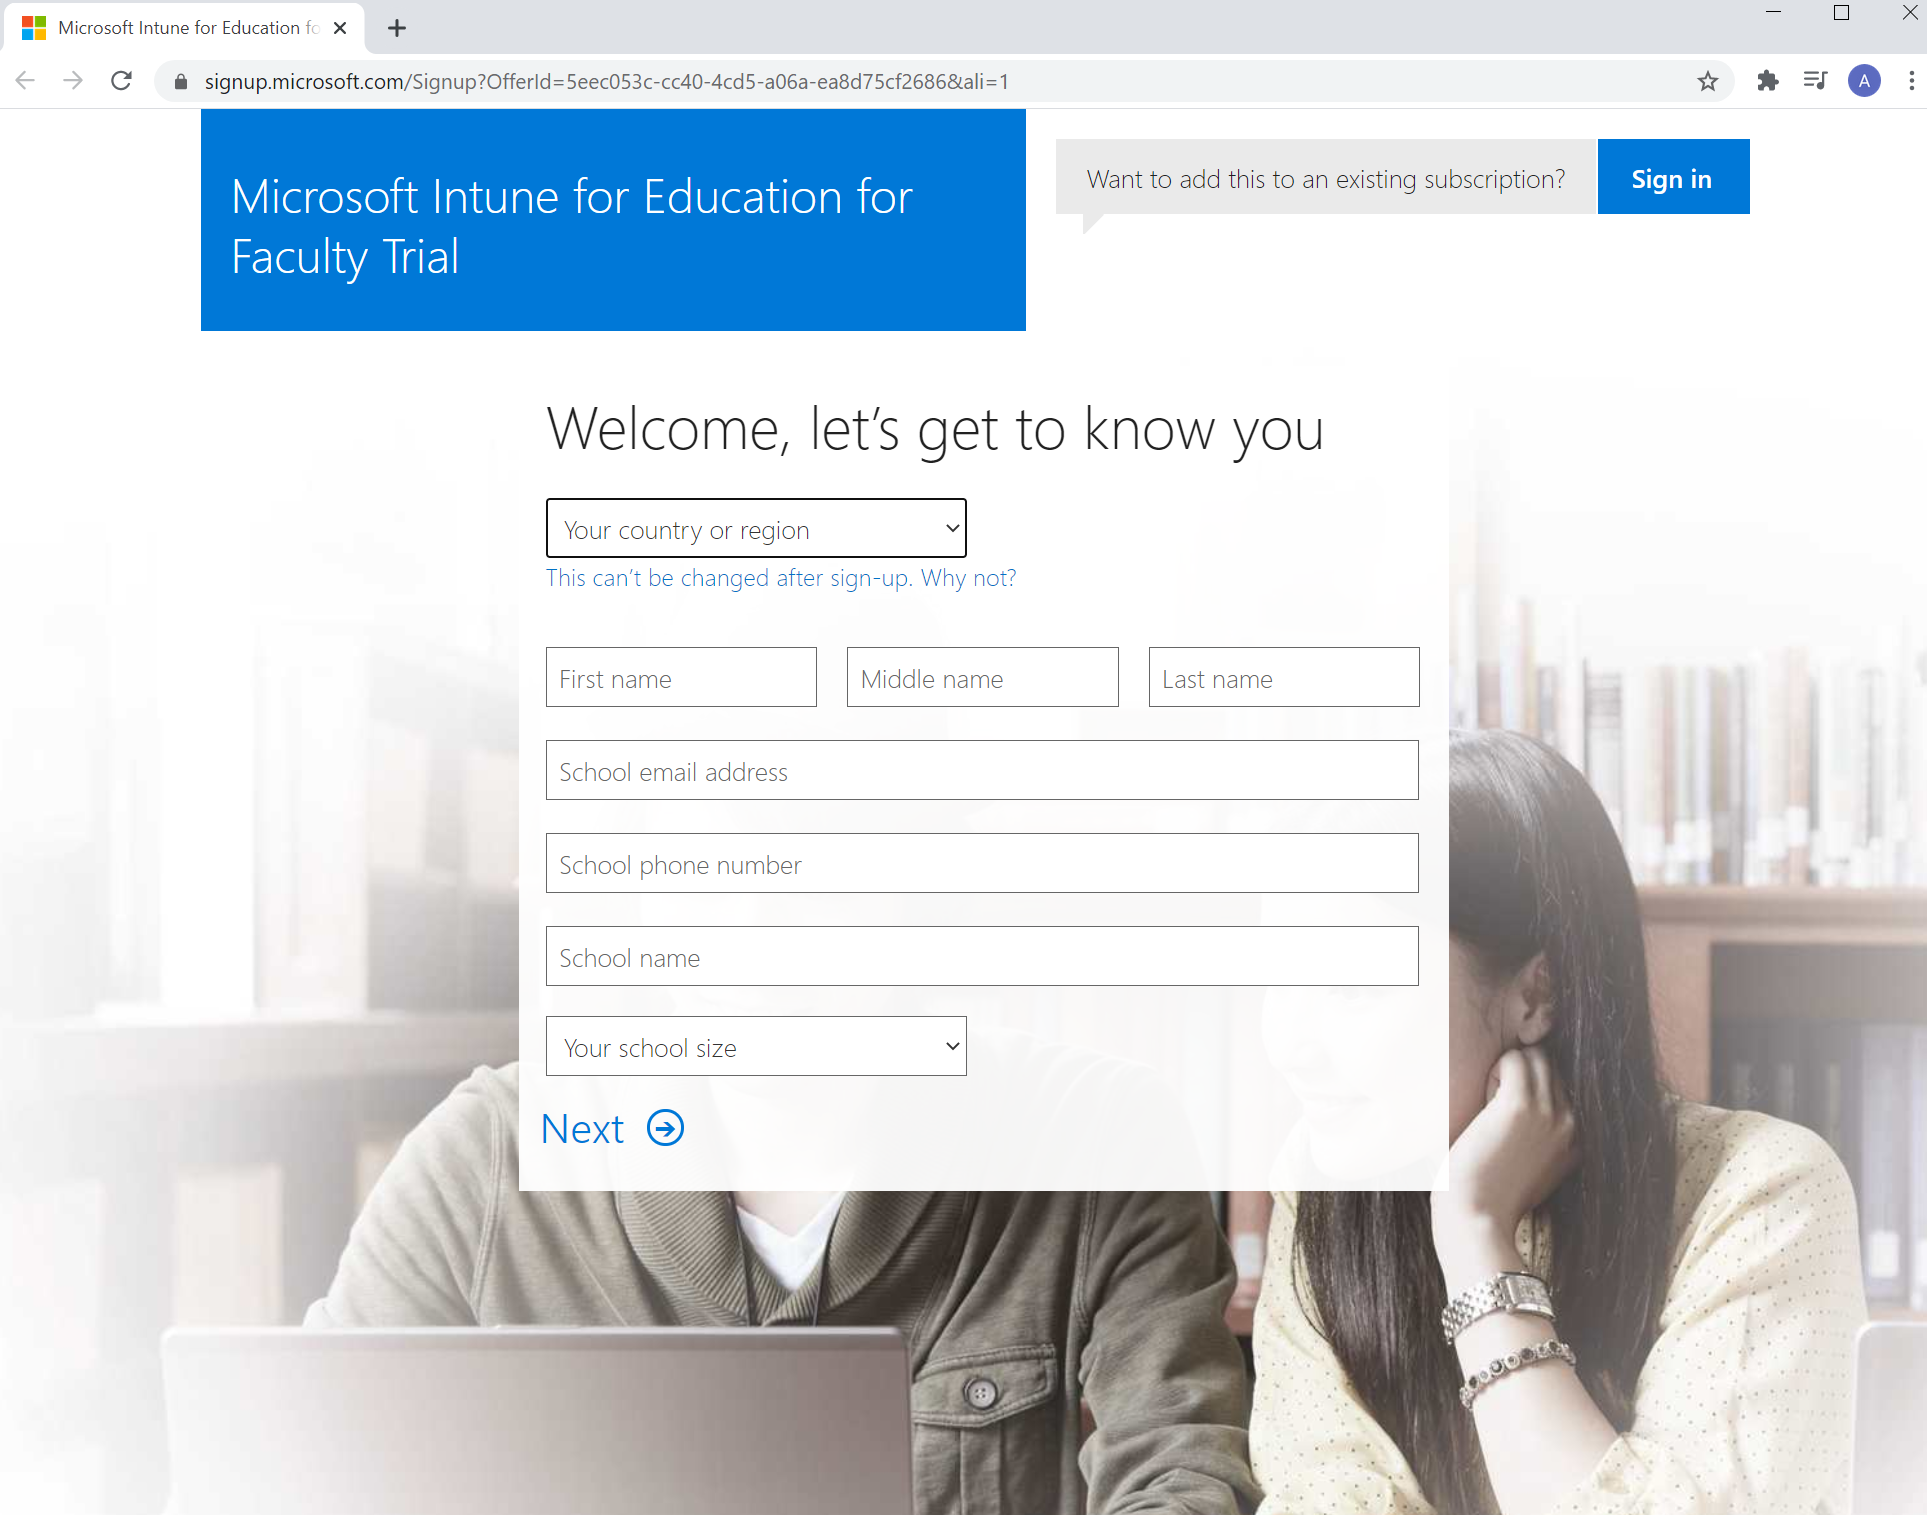 Microsoft Intune for Education fo
signup.microsoft.com/Signup?OfferId=5eec053c-cc40-4cd5-a06a-ea8d75cf2686&ali=1
A
Microsoft Intune for Education for
Faculty Trial
Want to add this to an existing subscription?
Sign in
Welcome, let’s get to know you
Your country or region
This can’t be changed after sign-up. Why not?
First name
Middle name
Last name
School email address
School phone number
School name
Your school size
Next